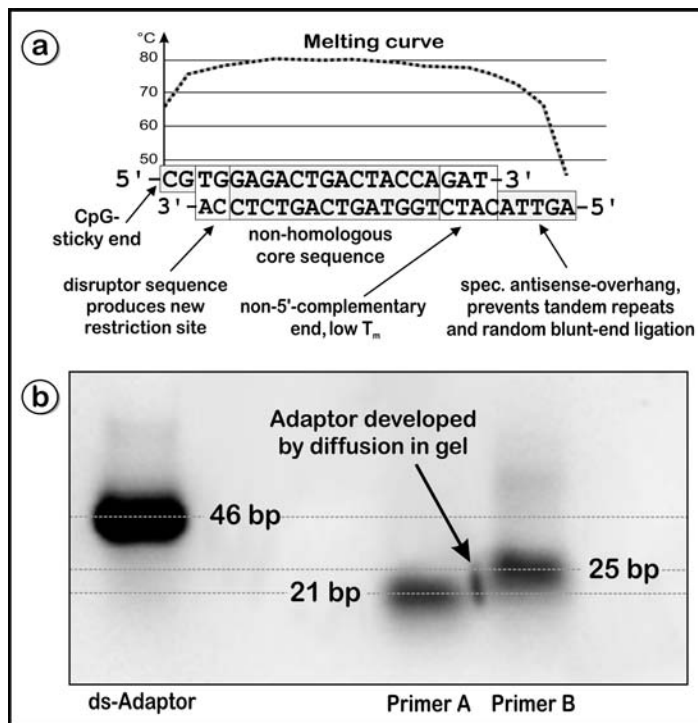 a
°C
Melting curve
80
70
60
50
5'-CGTGGAGACTGACTACCAGAT-3'
3'-ACCTCTGACTGATGGTCTACATTGA-5'
CpG-
sticky end
non-homologous
core sequence
disruptor sequence
produces new
restriction site
non-5'-complementary
end, low Tm
spec. antisense-overhang,
prevents tandem repeats
and random blunt-end ligation
b
Adaptor developed
by diffusion in gel
46 bp
25 bp
21 bp
ds-Adaptor
Primer A
Primer B